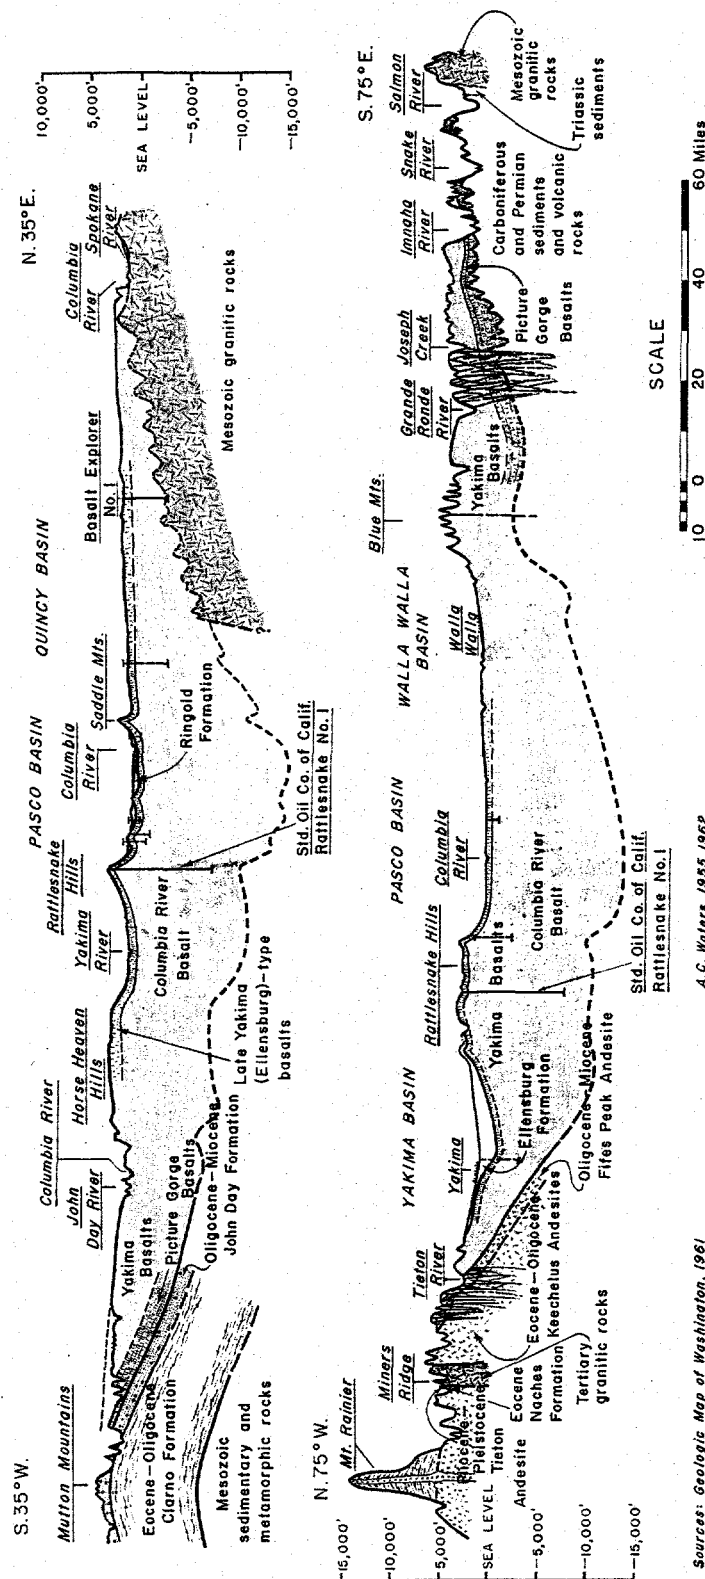 S.35°W.
N.35°E.
Mutton Mountains
John
Day River
Columbia River
Horse Heaven
Hills
Yakima
River
Rattlesnake
Hills
PASCO BASIN
Columbia
River
Saddle Mts.
QUINCY BASIN
Basalt Explorer
No.1
Columbia
River
Spokane
River
10,000'
5,000'
SEA LEVEL
-5,000'
-10,000'
-15,000'
Yakima
Basalts
Picture Gorge
Basalts
Oligocene-Miocene
John Day Formation
Eocene-Oligocene
Clarno Formation
Mesozoic
sedimentary and
metamorphic rocks
Late Yakima
(Ellensburg)-type
basalts
Columbia River
Basalt
Std. Oil Co. of Calif.
Rattlesnake No.1
Ringold
Formation
Mesozoic granitic rocks
?
N.75°W.
S.75°E.
15,000'
10,000'
5,000'
SEA LEVEL
-5,000'
-10,000'
-15,000'
Mt. Rainier
Miners
Ridge
Tieton
River
YAKIMA BASIN
Yakima
Rattlesnake Hills
PASCO BASIN
Columbia
River
WALLA WALLA
BASIN
Walla
Walla
Blue Mts.
Grande
Ronde
River
Joseph
Creek
Imnaha
River
Snake
River
Salmon
River
Pliocene-
Pleistocene
Tieton
Andesite
Eocene
Naches
Formation
Tertiary
granitic rocks
Eocene-Oligocene
Keechelus Andesites
Oligocene-Miocene
Fifes Peak Andesite
Ellensburg
Formation
Yakima
Basalts
Columbia River
Basalt
Std. Oil Co. of Calif.
Rattlesnake No.1
Yakima
Basalts
Picture
Gorge
Basalts
Carboniferous
and Permian
sediments
and volcanic
rocks
Triassic
sediments
Mesozoic
granitic
rocks
SCALE
10 0 20 40 60 Miles
Sources: Geologic Map of Washington, 1961
A.C. Waters, 1955, 1962